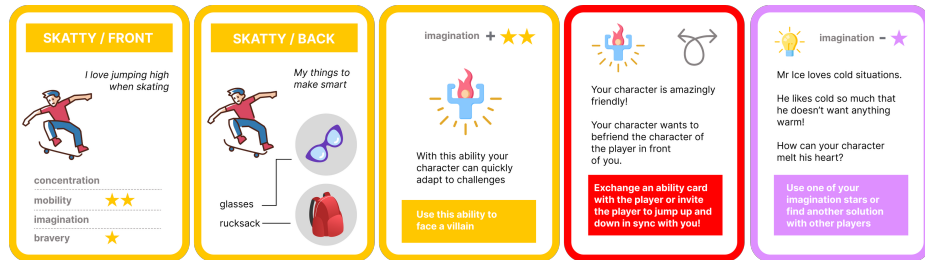 SKATTY / FRONT
I love jumping high
when skating
concentration
mobility
imagination
bravery
SKATTY / BACK
My things to
make smart
glasses
rucksack
imagination +
With this ability your
character can quickly
adapt to challenges
Use this ability to
face a villain
Your character is amazingly
friendly!
Your character wants to
befriend the character of
the player in front
of you.
Exchange an ability card
with the player or invite
the player to jump up and
down in sync with you!
imagination -
Mr Ice loves cold situations.
He likes cold so much that
he doesn't want anything
warm!
How can your character
melt his heart?
Use one of your
imagination stars or
find another solution
with other players